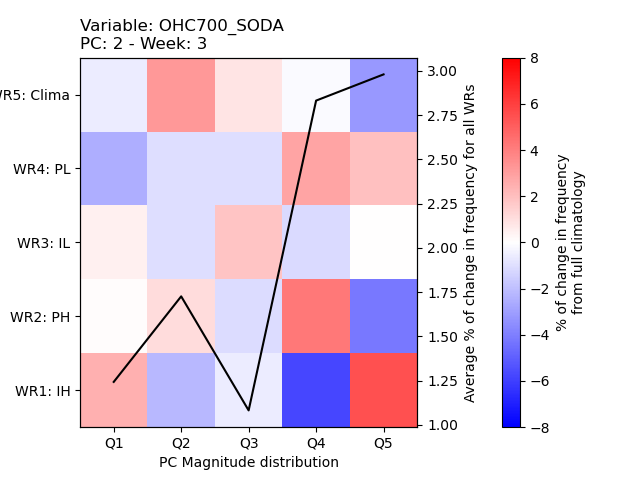 Variable: OHC700_SODA
PC: 2 - Week: 3
WR5: Clima
WR4: PL
WR3: IL
WR2: PH
WR1: IH
Q1 Q2 Q3 Q4 Q5
PC Magnitude distribution
3.00
2.75
2.50
2.25
2.00
1.75
1.50
1.25
1.00
Average % of change in frequency for all WRs
8
6
4
2
0
−2
−4
−6
−8
% of change in frequency
from full climatology